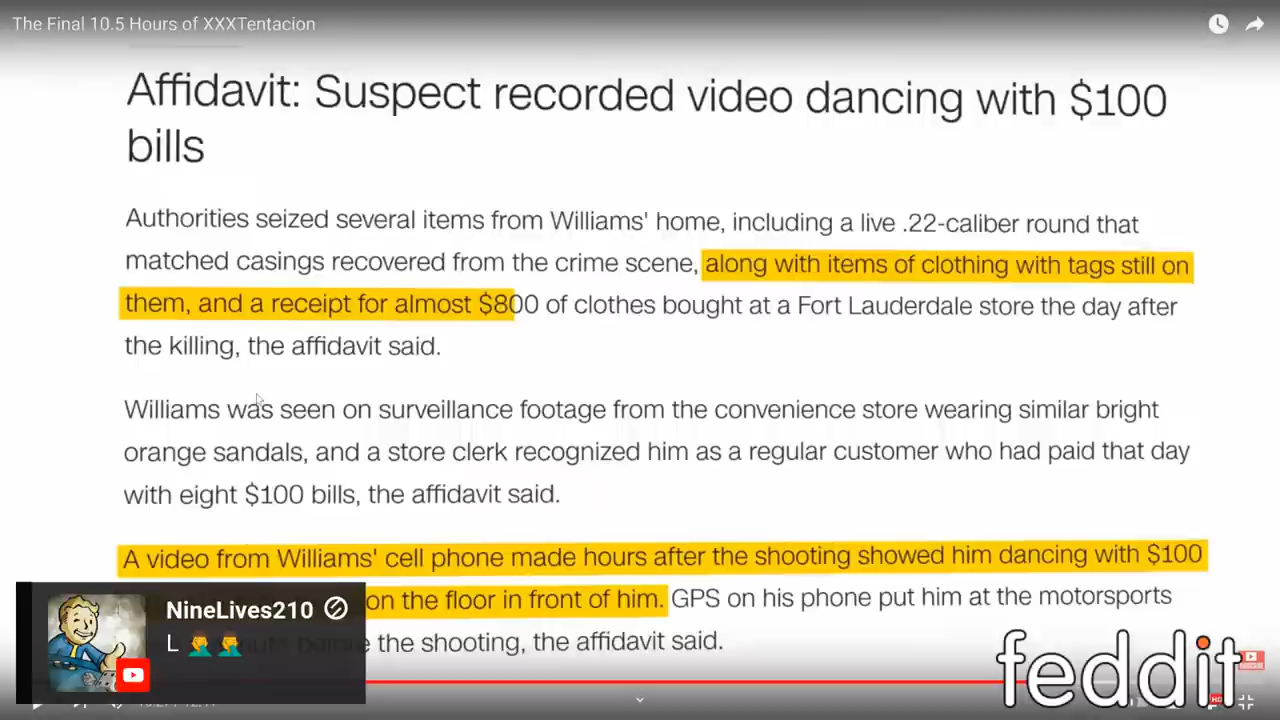 The Final 10.5 Hours of XXXTentacion
Affidavit: Suspect recorded video dancing with $100
bills
Authorities seized several items from Williams' home, including a live .22-caliber round that
matched casings recovered from the crime scene, along with items of clothing with tags still on
them, and a receipt for almost $800 of clothes bought at a Fort Lauderdale store the day after
the killing, the affidavit said.
Williams was seen on surveillance footage from the convenience store wearing similar bright
orange sandals, and a store clerk recognized him as a regular customer who had paid that day
with eight $100 bills, the affidavit said.
A video from Williams' cell phone made hours after the shooting showed him dancing with $100
on the floor in front of him. GPS on his phone put him at the motorsports
the shooting, the affidavit said.
NineLives210
L 🤦‍♂️🤦‍♂️
feddit
HD